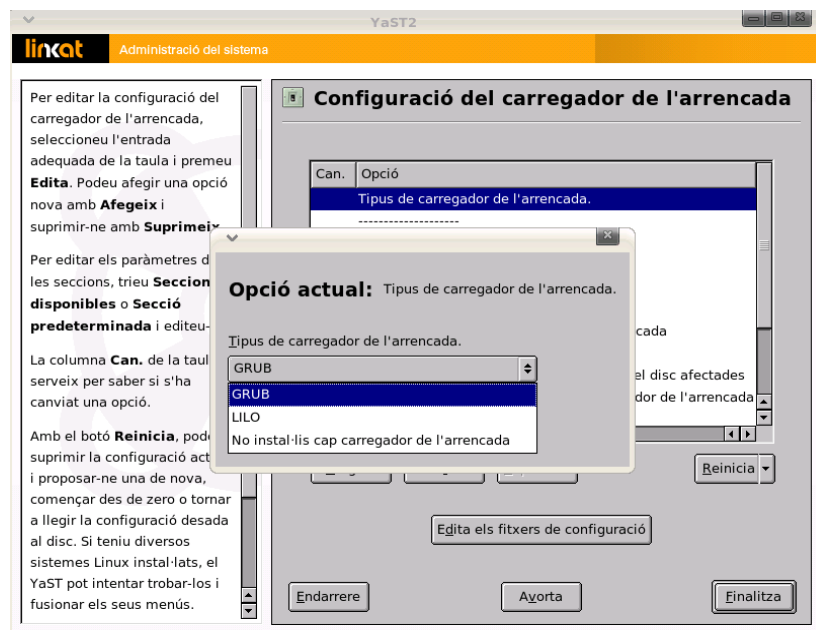 YaST2
linkat
Administració del sistema
Per editar la configuració del
carregador de l'arrencada,
seleccioneu l'entrada
adequada de la taula i premeu
Edita. Podeu afegir una opció
nova amb Afegeix i
suprimir-ne amb Suprimeix
Per editar els paràmetres d
les seccions, trieu Seccion
disponibles o Secció
predeterminada i editeu-
La columna Can. de la taul
serveix per saber si s'ha
canviat una opció.
Amb el botó Reinicia, pod
suprimir la configuració act
i proposar-ne una de nova,
començar des de zero o tornar
a llegir la configuració desada
al disc. Si teniu diversos
sistemes Linux instal·lats, el
YaST pot intentar trobar-los i
fusionar els seus menús.
Configuració del carregador de l'arrencada
Can. Opció
Tipus de carregador de l'arrencada.
--------------------
Opció actual: Tipus de carregador de l'arrencada.
Tipus de carregador de l'arrencada.
GRUB
GRUB
LILO
No instal·lis cap carregador de l'arrencada
cada
el disc afectades
dor de l'arrencada
Reinicia
Edita els fitxers de configuració
Endarrere
Avorta
Finalitza